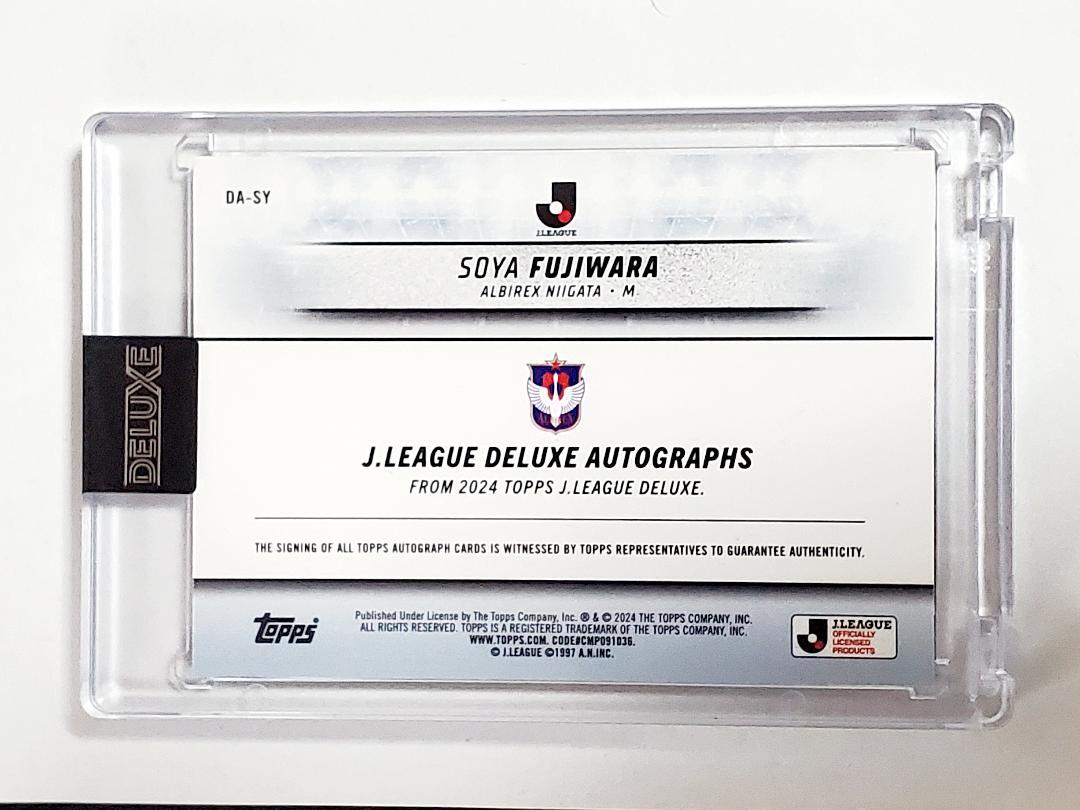 DA-SY
J.LEAGUE
SOYA FUJIWARA
ALBIREX NIIGATA · M
DELUXE
ALBIREX
J.LEAGUE DELUXE AUTOGRAPHS
FROM 2024 TOPPS J.LEAGUE DELUXE.
THE SIGNING OF ALL TOPPS AUTOGRAPH CARDS IS WITNESSED BY TOPPS REPRESENTATIVES TO GUARANTEE AUTHENTICITY.
topps
Published Under License by The Topps Company, Inc. ® & © 2024 THE TOPPS COMPANY, INC.
ALL RIGHTS RESERVED. TOPPS IS A REGISTERED TRADEMARK OF THE TOPPS COMPANY, INC.
WWW.TOPPS.COM. CODE#CMP091036.
© J.LEAGUE ©1997 A.N.INC.
J.LEAGUE
OFFICIALLY
LICENSED
PRODUCTS